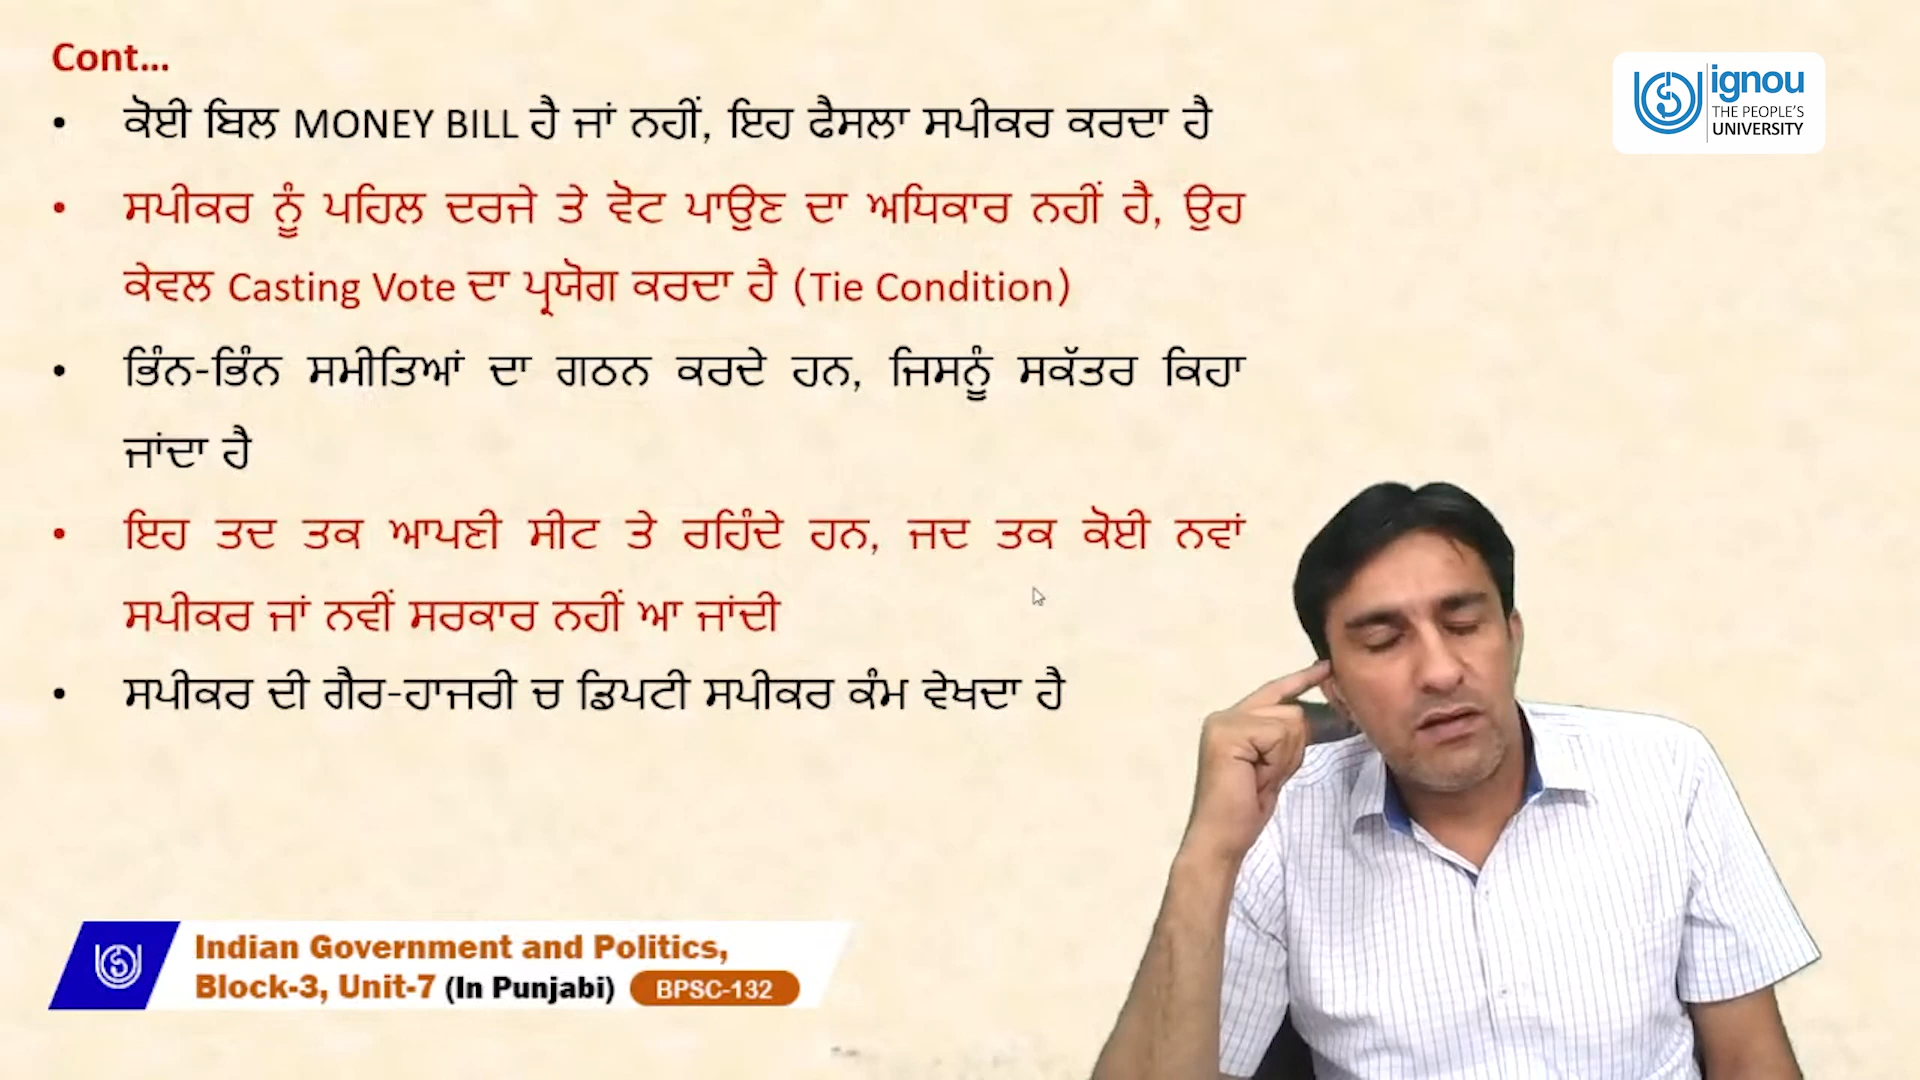 Cont...
• ਕੋਈ ਬਿਲ MONEY BILL ਹੈ ਜਾਂ ਨਹੀਂ, ਇਹ ਫੈਸਲਾ ਸਪੀਕਰ ਕਰਦਾ ਹੈ
• ਸਪੀਕਰ ਨੂੰ ਪਹਿਲ ਦਰਜੇ ਤੇ ਵੋਟ ਪਾਉਣ ਦਾ ਅਧਿਕਾਰ ਨਹੀਂ ਹੈ, ਉਹ
ਕੇਵਲ Casting Vote ਦਾ ਪ੍ਰਯੋਗ ਕਰਦਾ ਹੈ (Tie Condition)
• ਭਿੰਨ-ਭਿੰਨ ਸਮੀਤਿਆਂ ਦਾ ਗਠਨ ਕਰਦੇ ਹਨ, ਜਿਸਨੂੰ ਸਕੱਤਰ ਕਿਹਾ
ਜਾਂਦਾ ਹੈ
• ਇਹ ਤਦ ਤਕ ਆਪਣੀ ਸੀਟ ਤੇ ਰਹਿੰਦੇ ਹਨ, ਜਦ ਤਕ ਕੋਈ ਨਵਾਂ
ਸਪੀਕਰ ਜਾਂ ਨਵੀਂ ਸਰਕਾਰ ਨਹੀਂ ਆ ਜਾਂਦੀ
• ਸਪੀਕਰ ਦੀ ਗੈਰ-ਹਾਜਰੀ ਚ ਡਿਪਟੀ ਸਪੀਕਰ ਕੰਮ ਵੇਖਦਾ ਹੈ
ignou
THE PEOPLE'S
UNIVERSITY
Indian Government and Politics,
Block-3, Unit-7 (In Punjabi) BPSC-132